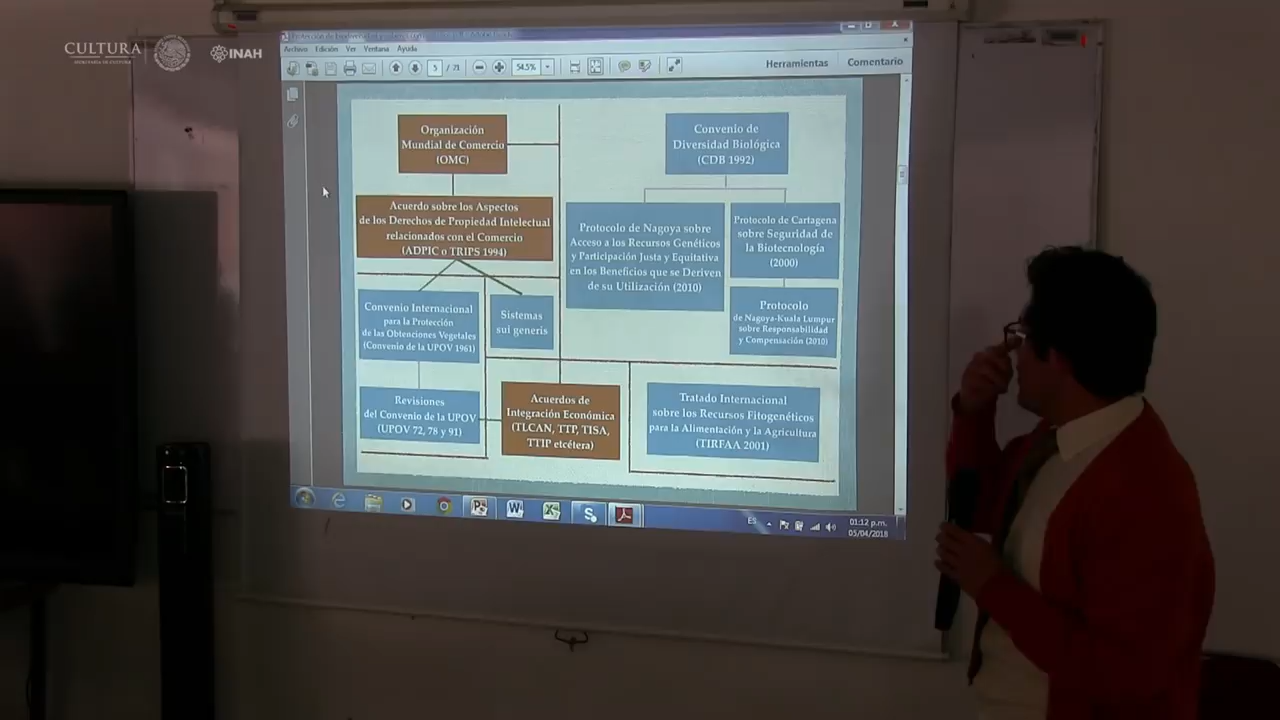 CULTURA
SECRETARÍA DE CULTURA
INAH
Archivo Edición Ver Ventana Ayuda
5 / 21
54.5%
Herramientas Comentario
Organización
Mundial de Comercio
(OMC)
Acuerdo sobre los Aspectos
de los Derechos de Propiedad Intelectual
relacionados con el Comercio
(ADPIC o TRIPS 1994)
Convenio Internacional
para la Protección
de las Obtenciones Vegetales
(Convenio de la UPOV 1961)
Sistemas
sui generis
Revisiones
del Convenio de la UPOV
(UPOV 72, 78 y 91)
Acuerdos de
Integración Económica
(TLCAN, TTP, TISA,
TTIP etcétera)
Convenio de
Diversidad Biológica
(CDB 1992)
Protocolo de Nagoya sobre
Acceso a los Recursos Genéticos
y Participación Justa y Equitativa
en los Beneficios que se Deriven
de su Utilización (2010)
Protocolo de Cartagena
sobre Seguridad de
la Biotecnología
(2000)
Protocolo
de Nagoya-Kuala Lumpur
sobre Responsabilidad
y Compensación (2010)
Tratado Internacional
sobre los Recursos Fitogenéticos
para la Alimentación y la Agricultura
(TIRFAA 2001)
ES
01:12 p.m.
05/04/2018